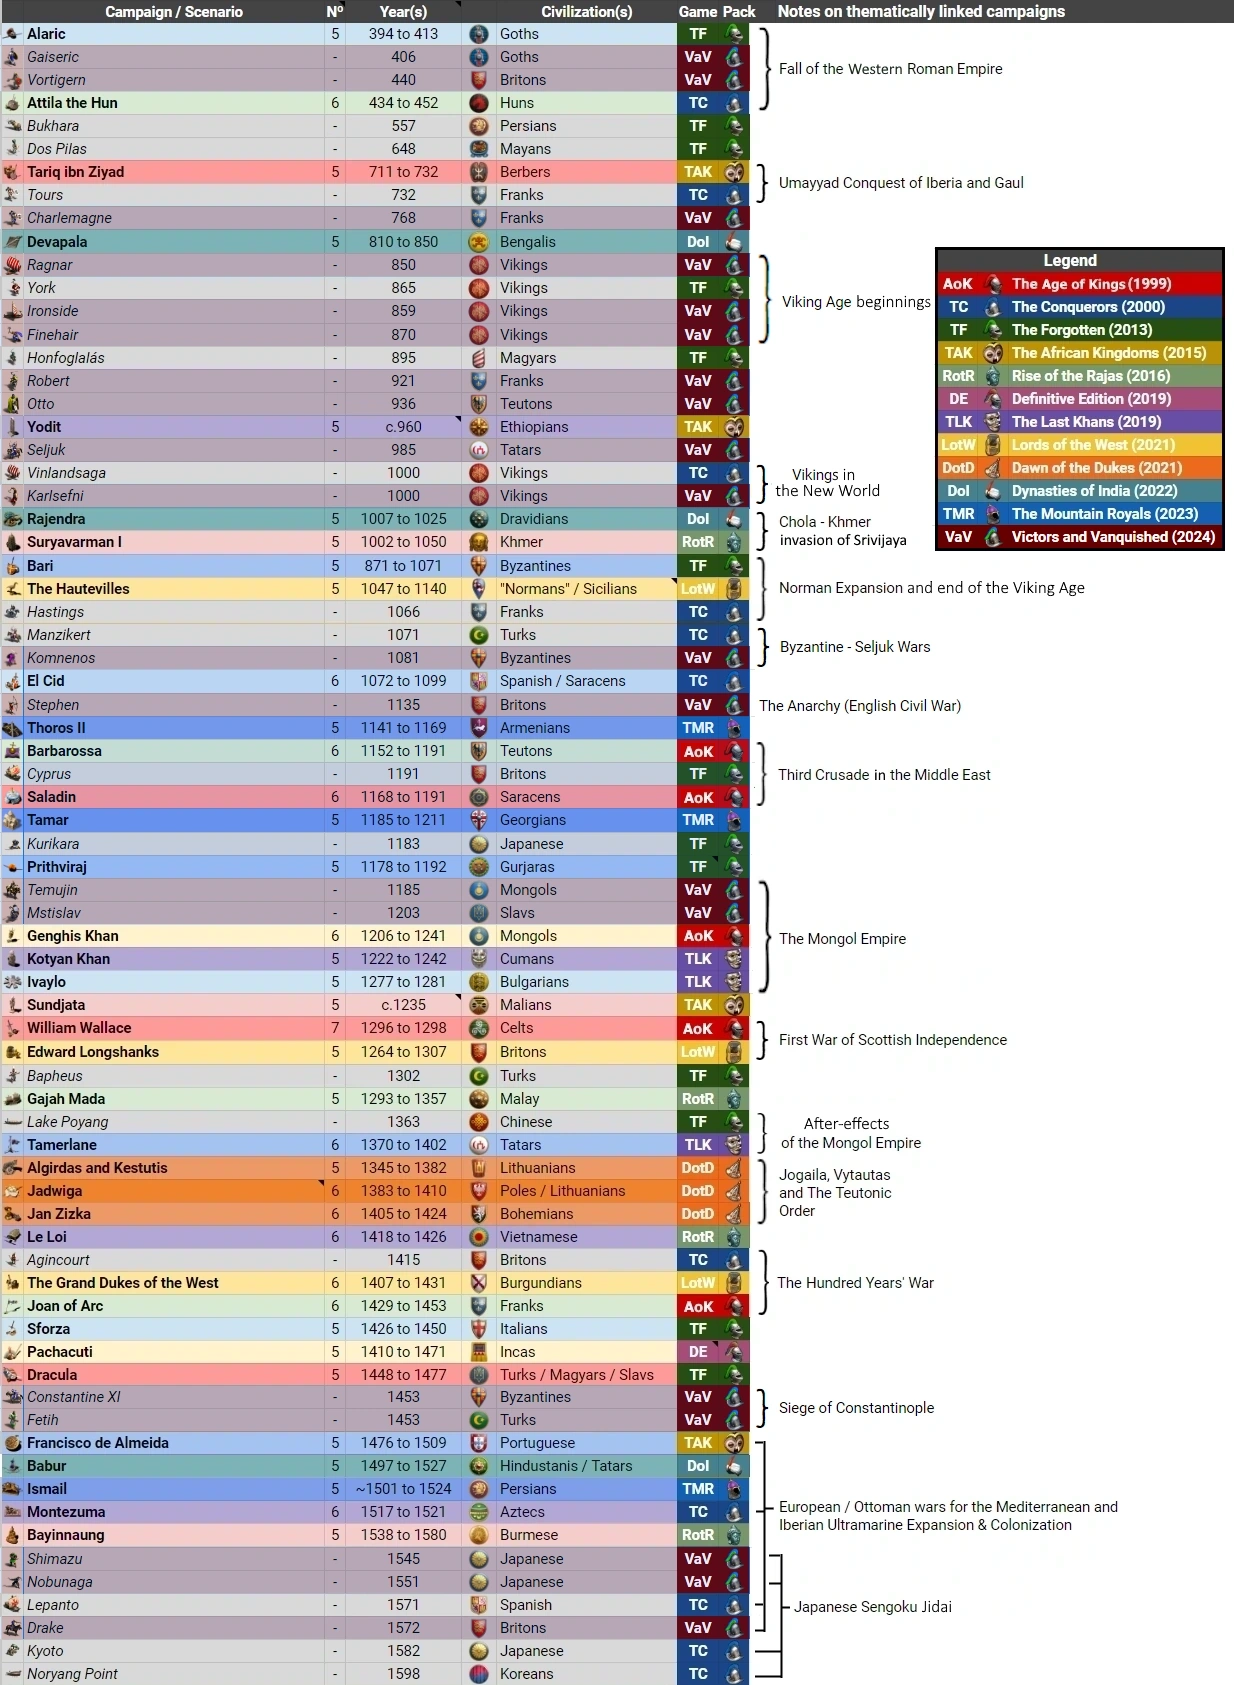 Campaign / Scenario Nº Year(s) Civilization(s) Game Pack Notes on thematically linked campaigns
Alaric 5 394 to 413 Goths TF
Gaiseric - 406 Goths VaV
Fall of the Western Roman Empire
Vortigern - 440 Britons VaV
Attila the Hun 6 434 to 452 Huns TC
Bukhara - 557 Persians TF
Dos Pilas - 648 Mayans TF
Tariq ibn Ziyad 5 711 to 732 Berbers TAK
Umayyad Conquest of Iberia and Gaul
Tours - 732 Franks TC
Charlemagne - 768 Franks VaV
Devapala 5 810 to 850 Bengalis DoI
Ragnar - 850 Vikings VaV
York - 865 Vikings TF
Viking Age beginnings
Ironside - 859 Vikings VaV
Finehair - 870 Vikings VaV
Honfoglalás - 895 Magyars TF
Robert - 921 Franks VaV
Otto - 936 Teutons VaV
Yodit 5 c.960 Ethiopians TAK
Seljuk - 985 Tatars VaV
Vinlandsaga - 1000 Vikings TC
Vikings in
the New World
Karlsefni - 1000 Vikings VaV
Rajendra 5 1007 to 1025 Dravidians DoI
Chola - Khmer
invasion of Srivijaya
Suryavarman I 5 1002 to 1050 Khmer RotR
Legend
AoK The Age of Kings (1999)
TC The Conquerors (2000)
TF The Forgotten (2013)
TAK The African Kingdoms (2015)
RotR Rise of the Rajas (2016)
DE Definitive Edition (2019)
TLK The Last Khans (2019)
LotW Lords of the West (2021)
DotD Dawn of the Dukes (2021)
DoI Dynasties of India (2022)
TMR The Mountain Royals (2023)
VaV Victors and Vanquished (2024)
Bari 5 871 to 1071 Byzantines TF
The Hautevilles 5 1047 to 1140 "Normans" / Sicilians LotW Norman Expansion and end of the Viking Age
Hastings - 1066 Franks TC
Manzikert - 1071 Turks TC
Byzantine - Seljuk Wars
Komnenos - 1081 Byzantines VaV
El Cid 6 1072 to 1099 Spanish / Saracens TC
Stephen - 1135 Britons VaV The Anarchy (English Civil War)
Thoros II 5 1141 to 1169 Armenians TMR
Barbarossa 6 1152 to 1191 Teutons AoK
Cyprus - 1191 Britons TF Third Crusade in the Middle East
Saladin 6 1168 to 1191 Saracens AoK
Tamar 5 1185 to 1211 Georgians TMR
Kurikara - 1183 Japanese TF
Prithviraj 5 1178 to 1192 Gurjaras TF
Temujin - 1185 Mongols VaV
Mstislav - 1203 Slavs VaV
Genghis Khan 6 1206 to 1241 Mongols AoK The Mongol Empire
Kotyan Khan 5 1222 to 1242 Cumans TLK
Ivaylo 5 1277 to 1281 Bulgarians TLK
Sundjata 5 c.1235 Malians TAK
William Wallace 7 1296 to 1298 Celts AoK
First War of Scottish Independence
Edward Longshanks 5 1264 to 1307 Britons LotW
Bapheus - 1302 Turks TF
Gajah Mada 5 1293 to 1357 Malay RotR
Lake Poyang - 1363 Chinese TF
After-effects
of the Mongol Empire
Tamerlane 6 1370 to 1402 Tatars TLK
Algirdas and Kestutis 5 1345 to 1382 Lithuanians DotD
Jogaila, Vytautas
and The Teutonic
Order
Jadwiga 6 1383 to 1410 Poles / Lithuanians DotD
Jan Zizka 6 1405 to 1424 Bohemians DotD
Le Loi 6 1418 to 1426 Vietnamese RotR
Agincourt - 1415 Britons TC
The Grand Dukes of the West 6 1407 to 1431 Burgundians LotW The Hundred Years' War
Joan of Arc 6 1429 to 1453 Franks AoK
Sforza 5 1426 to 1450 Italians TF
Pachacuti 5 1410 to 1471 Incas DE
Dracula 5 1448 to 1477 Turks / Magyars / Slavs TF
Constantine XI - 1453 Byzantines VaV
Siege of Constantinople
Fetih - 1453 Turks VaV
Francisco de Almeida 5 1476 to 1509 Portuguese TAK
Babur 5 1497 to 1527 Hindustanis / Tatars DoI
Ismail 5 ~1501 to 1524 Persians TMR
Montezuma 6 1517 to 1521 Aztecs TC
European / Ottoman wars for the Mediterranean and
Iberian Ultramarine Expansion & Colonization
Bayinnaung 5 1538 to 1580 Burmese RotR
Shimazu - 1545 Japanese VaV
Nobunaga - 1551 Japanese VaV
Lepanto - 1571 Spanish TC
Japanese Sengoku Jidai
Drake - 1572 Britons VaV
Kyoto - 1582 Japanese TC
Noryang Point - 1598 Koreans TC